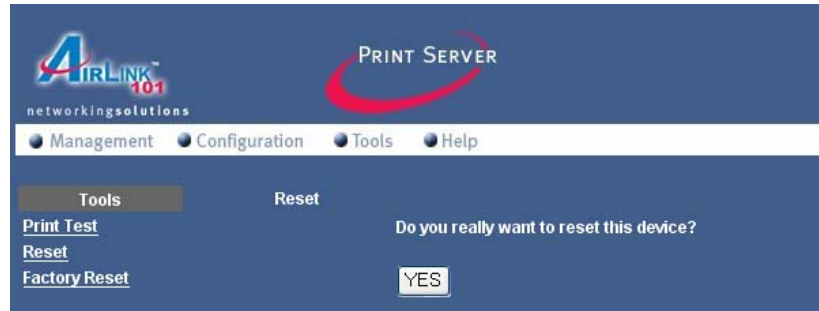 AIRLINK™
101
networkingsolutions
PRINT SERVER
Management Configuration Tools Help
Tools
Print Test
Reset
Factory Reset
Reset
Do you really want to reset this device?
YES